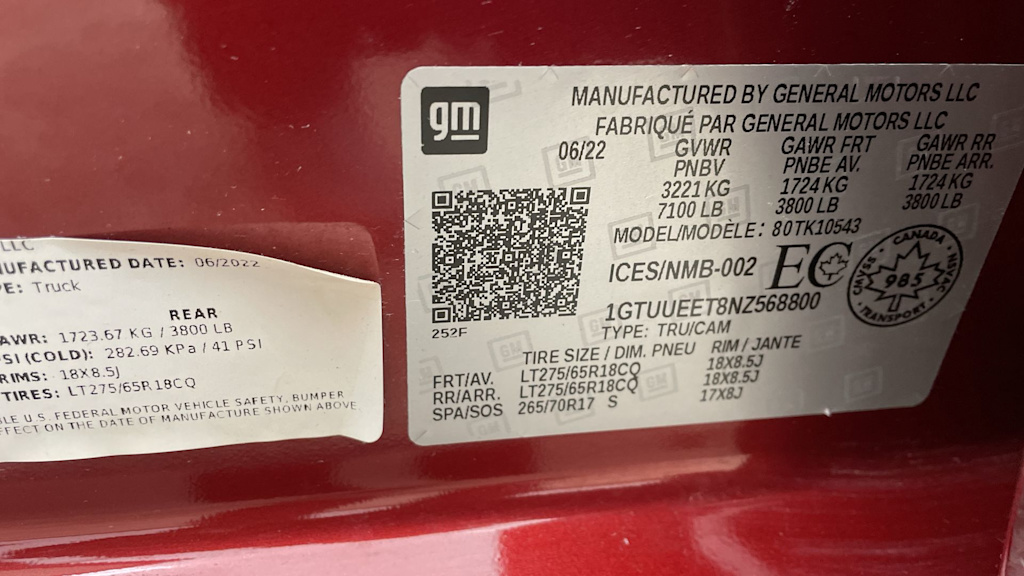 LLC
MANUFACTURED DATE: 06/2022
PE: Truck
REAR
GAWR: 1723.67 KG / 3800 LB
PSI (COLD): 282.69 KPa / 41 PSI
RIMS: 18X8.5J
TIRES: LT275/65R18CQ
LE U.S. FEDERAL MOTOR VEHICLE SAFETY, BUMPER
EFFECT ON THE DATE OF MANUFACTURE SHOWN ABOVE
gm
MANUFACTURED BY GENERAL MOTORS LLC
FABRIQUÉ PAR GENERAL MOTORS LLC
06/22 GVWR GAWR FRT GAWR RR
PNBV PNBE AV. PNBE ARR.
3221 KG 1724 KG 1724 KG
7100 LB 3800 LB 3800 LB
MODEL/MODÈLE: 80TK10543
ICES/NMB-002 EC
CANADA
985
TRANSPORT
1GTUUEET8NZ568800
252F
TYPE: TRU/CAM
TIRE SIZE / DIM. PNEU RIM / JANTE
FRT/AV. LT275/65R18CQ 18X8.5J
RR/ARR. LT275/65R18CQ 18X8.5J
SPA/SOS 265/70R17 S 17X8J